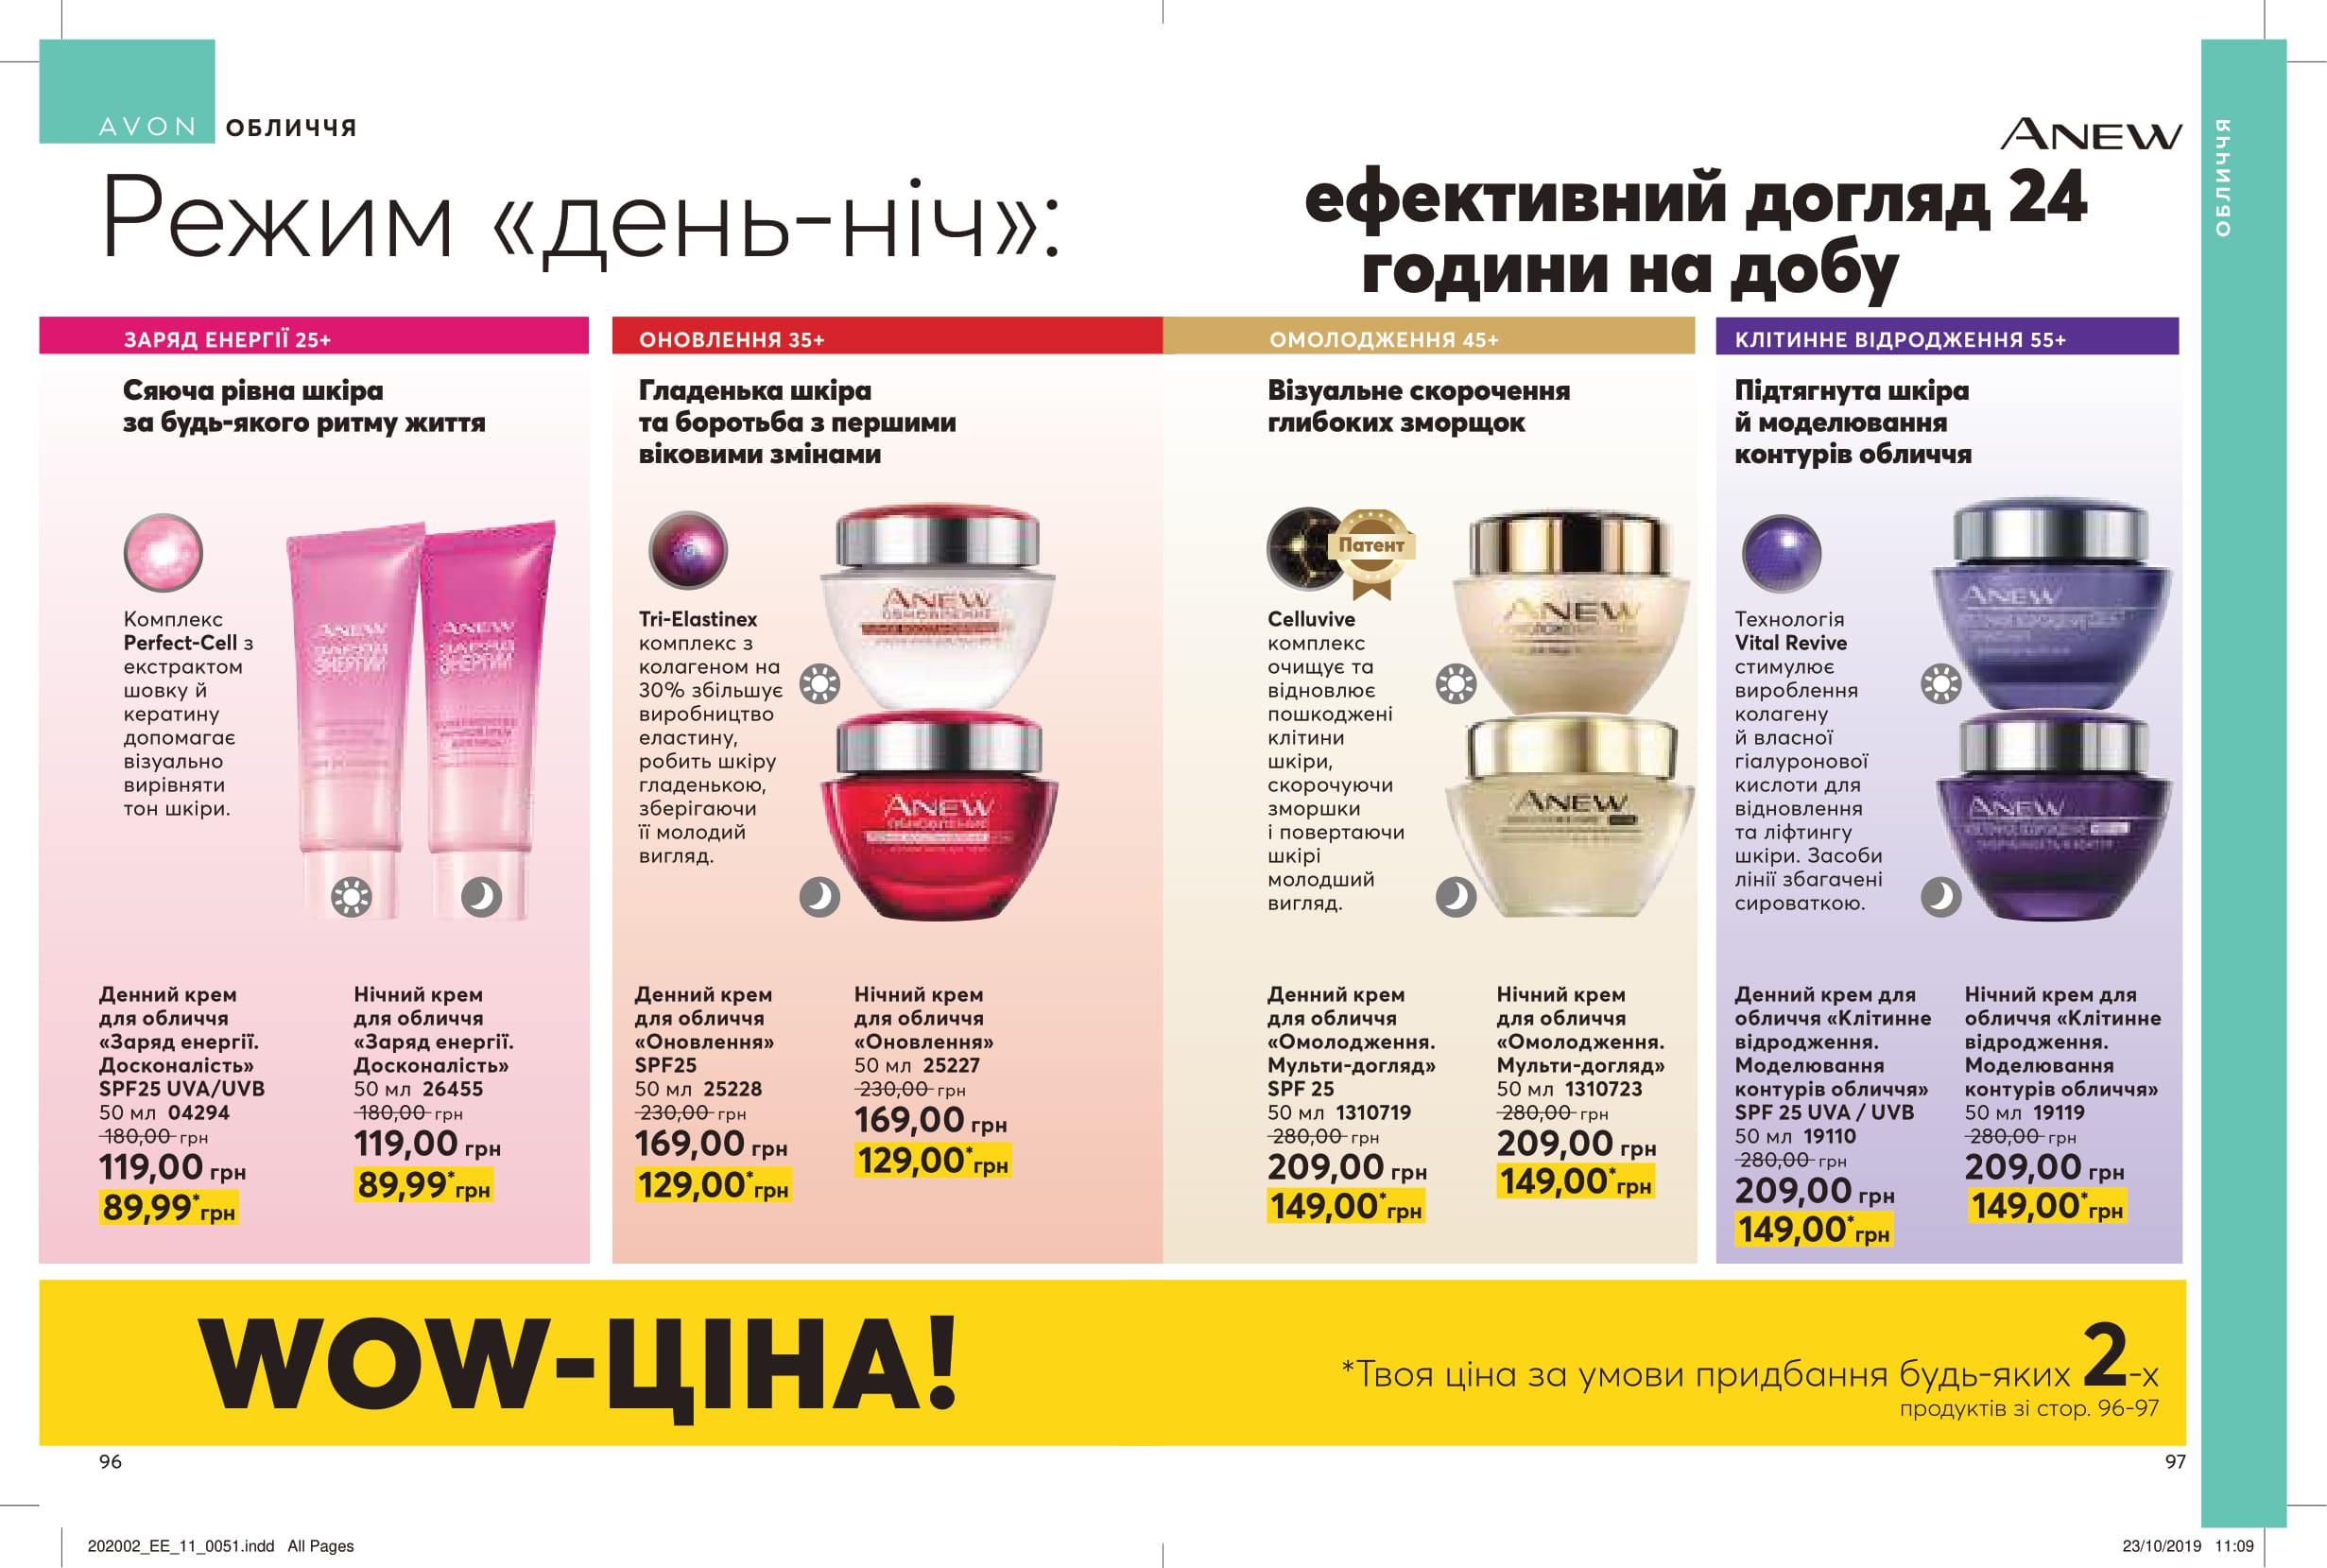 AVON ОБЛИЧЧЯ
ANEW
ОБЛИЧЧЯ
Режим «день-ніч»:
ефективний догляд 24
години на добу
ЗАРЯД ЕНЕРГІЇ 25+
Сяюча рівна шкіра
за будь-якого ритму життя
Комплекс
Perfect-Cell з
екстрактом
шовку й
кератину
допомагає
візуально
вирівняти
тон шкіри.
ANEW
ЗАРЯД
ЭНЕРГИИ
ANEW
ЗАРЯД
ЭНЕРГИИ
Денний крем
для обличчя
«Заряд енергії.
Досконалість»
SPF25 UVA/UVB
50 мл 04294
180,00 грн
119,00 грн
89,99*грн
Нічний крем
для обличчя
«Заряд енергії.
Досконалість»
50 мл 26455
180,00 грн
119,00 грн
89,99*грн
ОНОВЛЕННЯ 35+
Гладенька шкіра
та боротьба з першими
віковими змінами
Tri-Elastinex
комплекс з
колагеном на
30% збільшує
виробництво
еластину,
робить шкіру
гладенькою,
зберігаючи
її молодий
вигляд.
ANEW
ОБНОВЛЕНИЕ
ANEW
ОБНОВЛЕНИЕ
Денний крем
для обличчя
«Оновлення»
SPF25
50 мл 25228
230,00 грн
169,00 грн
129,00*грн
Нічний крем
для обличчя
«Оновлення»
50 мл 25227
230,00 грн
169,00 грн
129,00*грн
ОМОЛОДЖЕННЯ 45+
Візуальне скорочення
глибоких зморщок
Патент
Celluvive
комплекс
очищує та
відновлює
пошкоджені
клітини
шкіри,
скорочуючи
зморшки
і повертаючи
шкірі
молодший
вигляд.
ANEW
ANEW
Денний крем
для обличчя
«Омолодження.
Мульти-догляд»
SPF 25
50 мл 1310719
280,00 грн
209,00 грн
149,00*грн
Нічний крем
для обличчя
«Омолодження.
Мульти-догляд»
50 мл 1310723
280,00 грн
209,00 грн
149,00*грн
КЛІТИННЕ ВІДРОДЖЕННЯ 55+
Підтягнута шкіра
й моделювання
контурів обличчя
Технологія
Vital Revive
стимулює
вироблення
колагену
й власної
гіалуронової
кислоти для
відновлення
та ліфтингу
шкіри. Засоби
лінії збагачені
сироваткою.
ANEW
ANEW
Денний крем для
обличчя «Клітинне
відродження.
Моделювання
контурів обличчя»
SPF 25 UVA / UVB
50 мл 19110
280,00 грн
209,00 грн
149,00*грн
Нічний крем для
обличчя «Клітинне
відродження.
Моделювання
контурів обличчя»
50 мл 19119
280,00 грн
209,00 грн
149,00*грн
WOW-ЦІНА!
*Твоя ціна за умови придбання будь-яких 2-х
продуктів зі стор. 96-97
96
97
202002_EE_11_0051.indd All Pages
23/10/2019 11:09